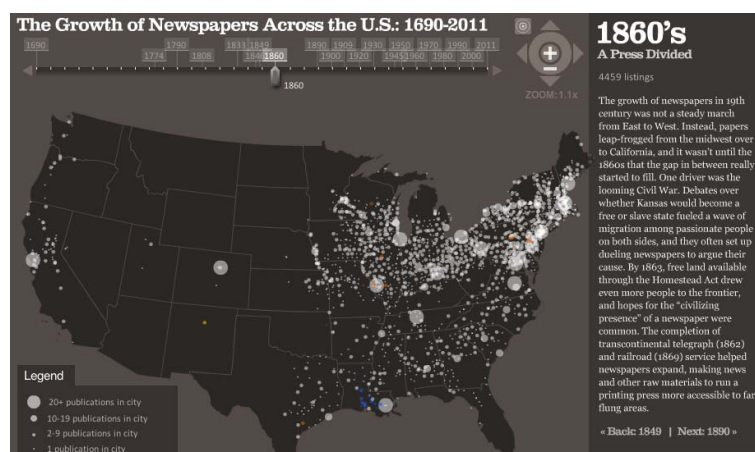 The Growth of Newspapers Across the U.S.: 1690-2011
1690 1790 1833 1849 1890 1909 1930 1950 1970 1990 2011
1774 1808 1860 1900 1920 1945 1960 1980 2000
1860
ZOOM: 1.1x
1860's
A Press Divided
4459 listings
The growth of newspapers in 19th
century was not a steady march
from East to West. Instead, papers
leap-frogged from the midwest over
to California, and it wasn't until the
1860s that the gap in between really
started to fill. One driver was the
looming Civil War. Debates over
whether Kansas would become a
free or slave state fueled a wave of
migration among passionate people
on both sides, and they often set up
dueling newspapers to argue their
cause. By 1863, free land available
through the Homestead Act drew
even more people to the frontier,
and hopes for the "civilizing
presence" of a newspaper were
common. The completion of
transcontinental telegraph (1862)
and railroad (1869) service helped
newspapers expand, making news
and other raw materials to run a
printing press more accessible to far
flung areas.
« Back: 1849 | Next: 1890 »
Legend
20+ publications in city
10-19 publications in city
2-9 publications in city
1 publication in city